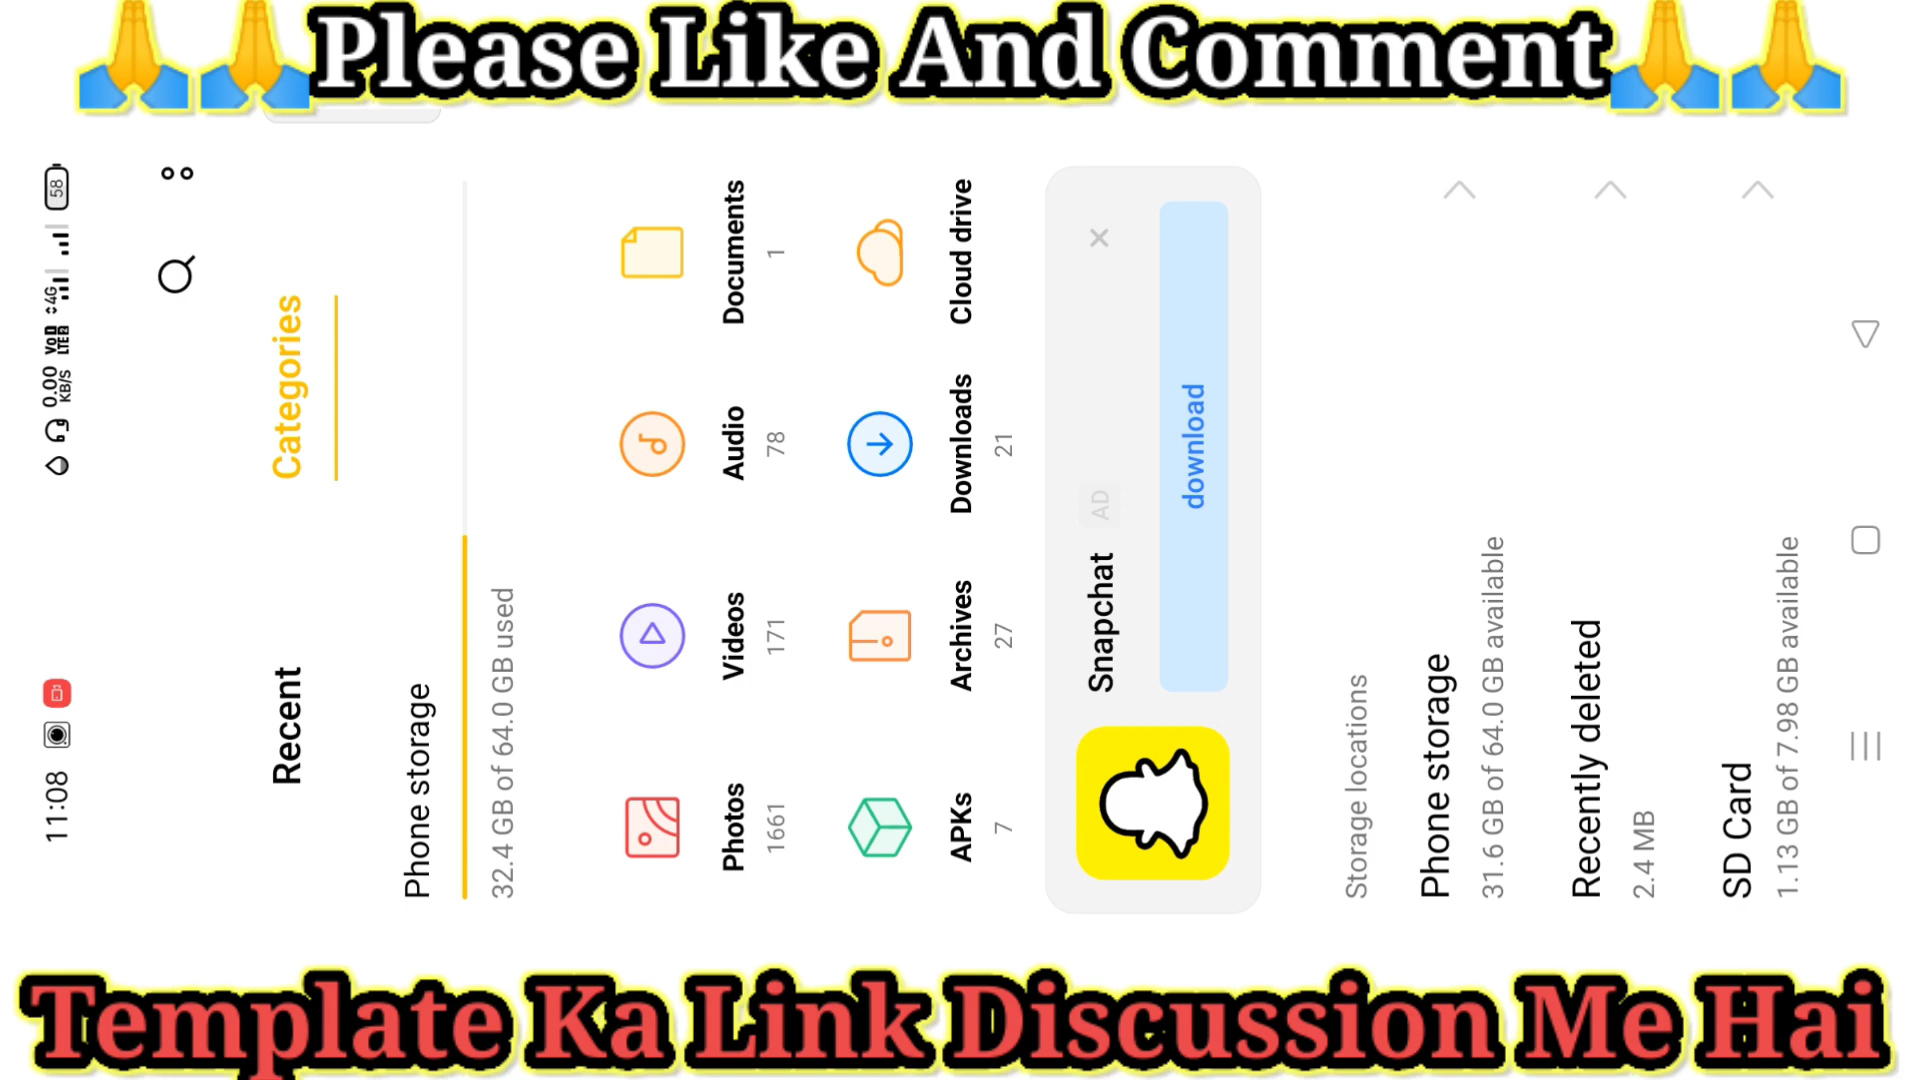 Please Like And Comment
11:08
0.00
KB/S
VoD
LTE2
4G
58
Recent
Categories
Phone storage
32.4 GB of 64.0 GB used
Photos
1661
Videos
171
Audio
78
Documents
1
APKs
7
Archives
27
Downloads
21
Cloud drive
Snapchat
AD
download
Storage locations
Phone storage
31.6 GB of 64.0 GB available
Recently deleted
2.4 MB
SD Card
1.13 GB of 7.98 GB available
Template Ka Link Discussion Me Hai